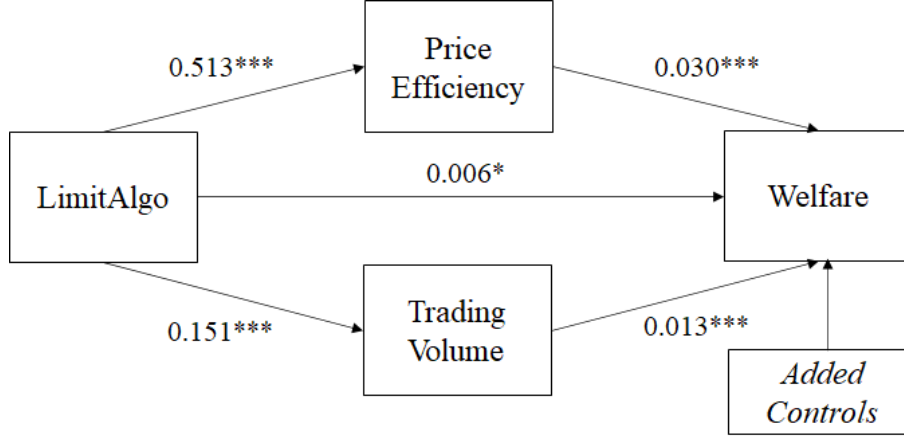 Price
Efficiency
0.513***
0.030***
LimitAlgo
0.006*
Welfare
Trading
Volume
0.151***
0.013***
Added
Controls